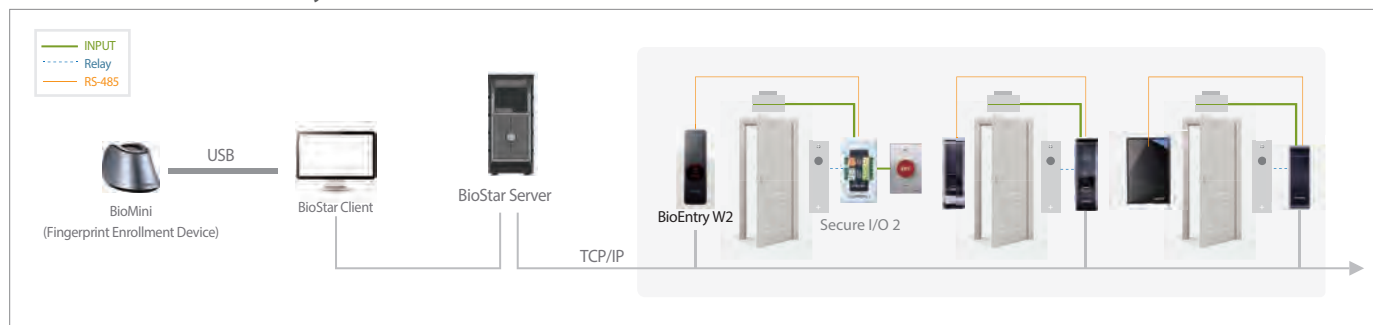 INPUT
Relay
RS-485
USB
BioMini
(Fingerprint Enrollment Device)
BioStar Client
BioStar Server
TCP/IP
BioEntry W2
Secure I/O 2
EXIT